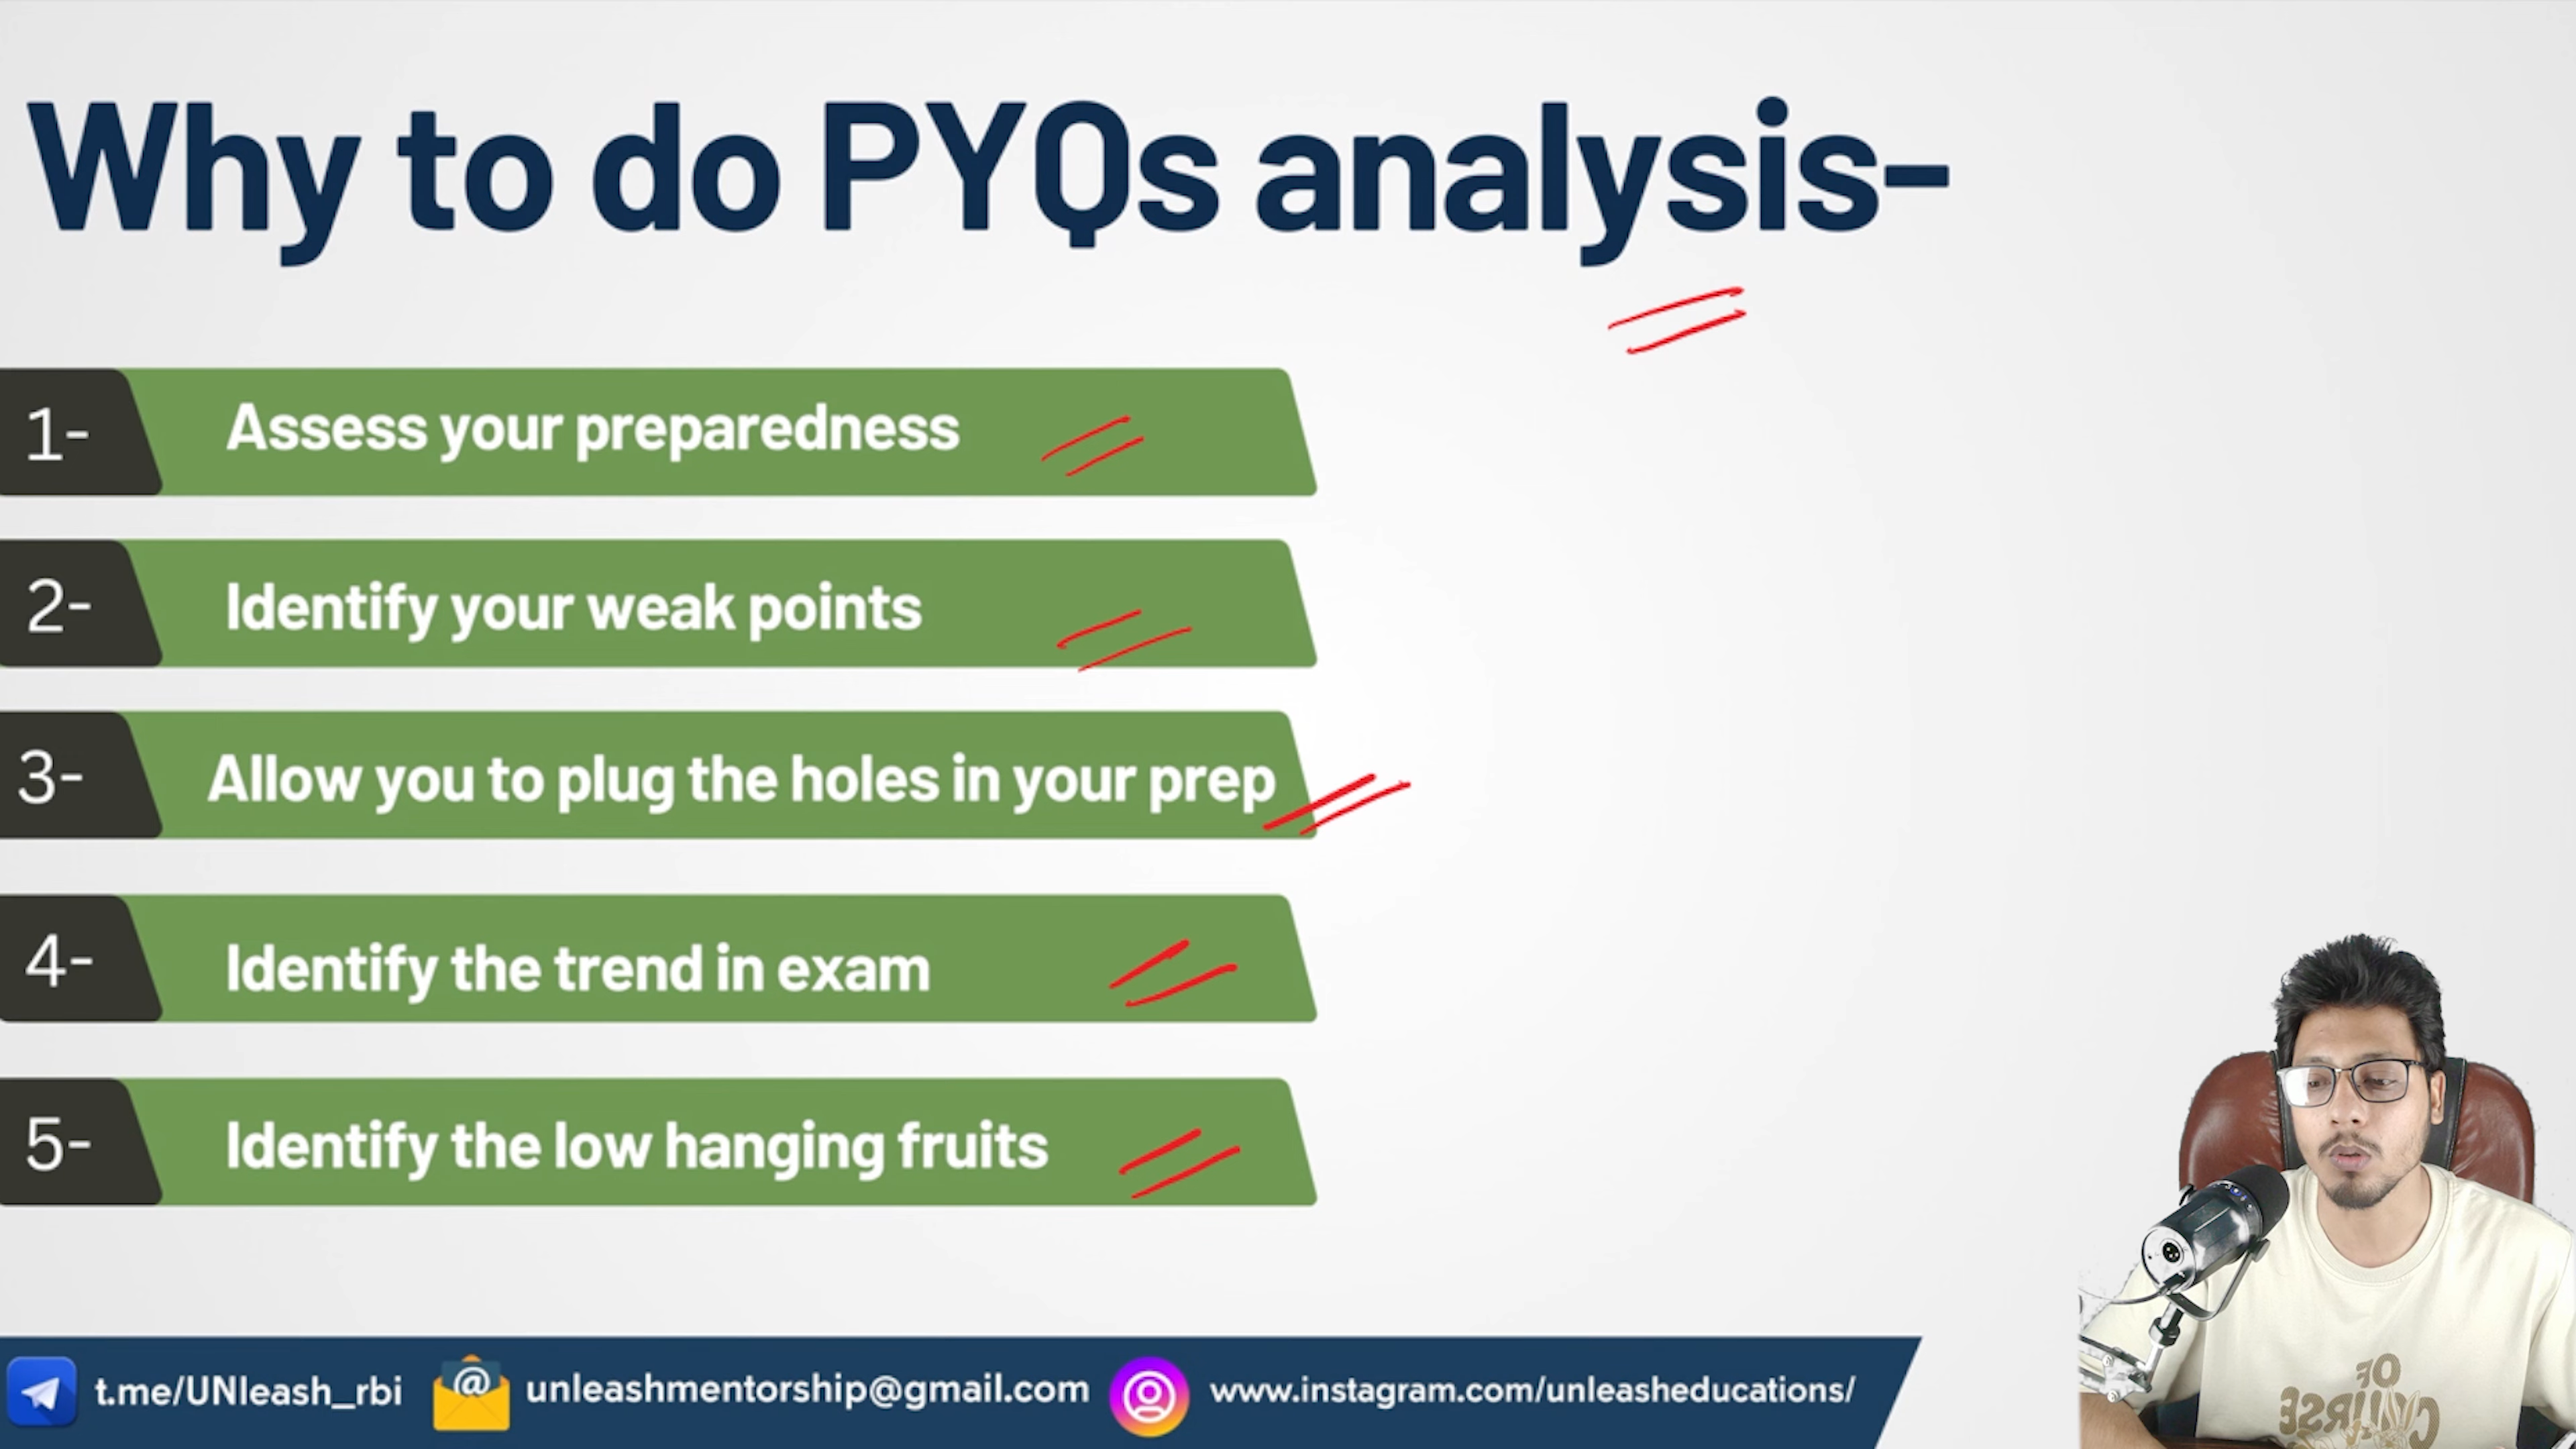 Why to do PYQs analysis-
1- Assess your preparedness
2- Identify your weak points
3- Allow you to plug the holes in your prep
4- Identify the trend in exam
5- Identify the low hanging fruits
t.me/UNleash_rbi unleashmentorship@gmail.com www.instagram.com/unleasheducations/
OF
COURSE